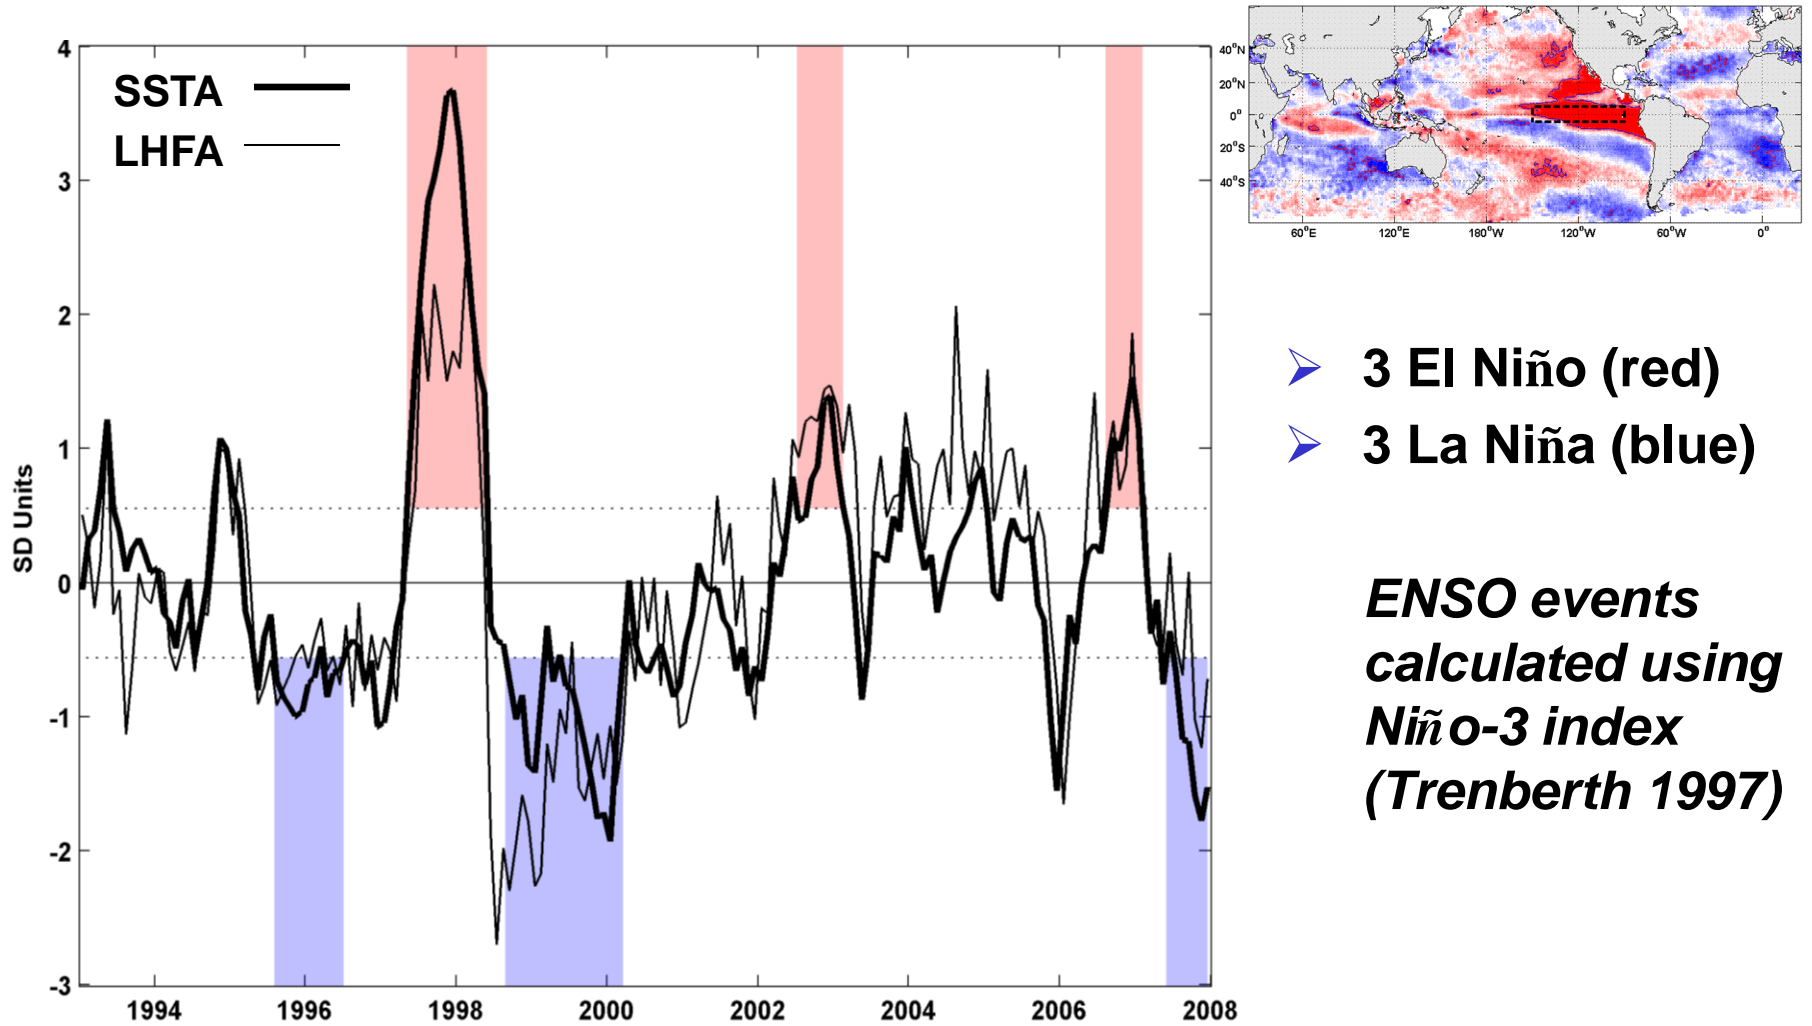 SSTA
LHFA
SD Units
4
3
2
1
0
-1
-2
-3
1994 1996 1998 2000 2002 2004 2006 2008
40°N
20°N
0°
20°S
40°S
60°E 120°E 180°W 120°W 60°W 0°
➢ 3 El Niño (red)
➢ 3 La Niña (blue)
ENSO events
calculated using
Niño-3 index
(Trenberth 1997)